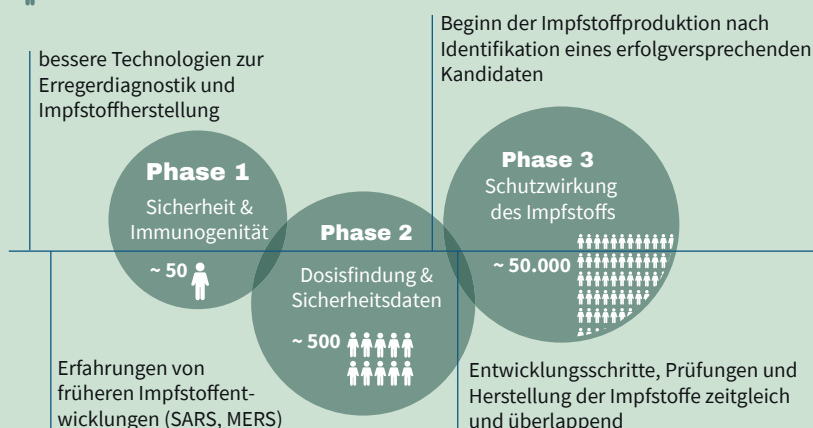 bessere Technologien zur
Erregerdiagnostik und
Impfstoffherstellung
Beginn der Impfstoffproduktion nach
Identifikation eines erfolgversprechenden
Kandidaten
Phase 1
Sicherheit &
Immunogenität
~ 50
Phase 2
Dosisfindung &
Sicherheitsdaten
~ 500
Phase 3
Schutzwirkung
des Impfstoffs
~ 50.000
Erfahrungen von
früheren Impfstoffent-
wicklungen (SARS, MERS)
Entwicklungsschritte, Prüfungen und
Herstellung der Impfstoffe zeitgleich
und überlappend